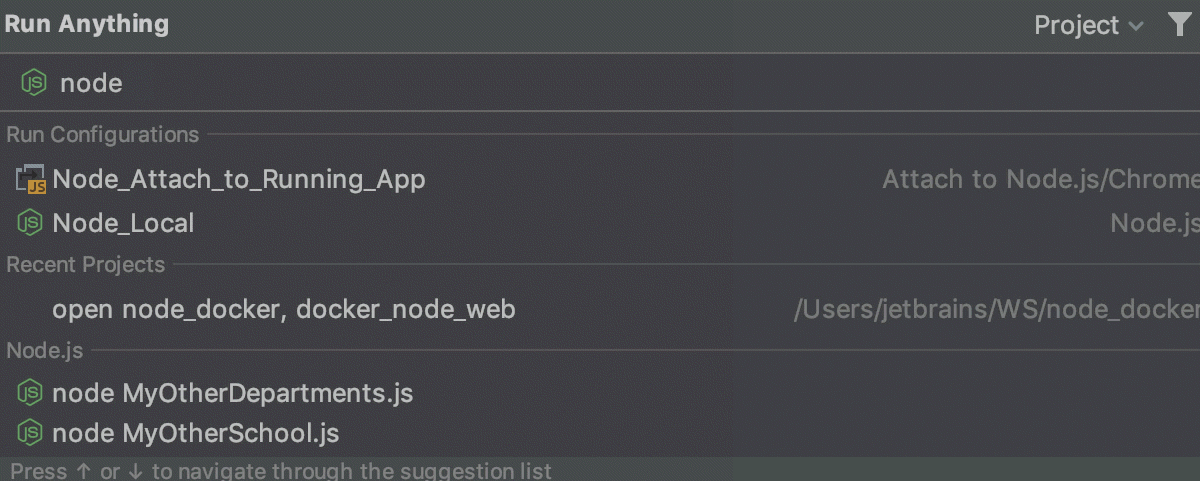 Run Anything Project
node
Run Configurations
Node_Attach_to_Running_App Attach to Node.js/Chrome
Node_Local Node.js
Recent Projects
open node_docker, docker_node_web /Users/jetbrains/WS/node_docker
Node.js
node MyOtherDepartments.js
node MyOtherSchool.js
Press ↑ or ↓ to navigate through the suggestion list